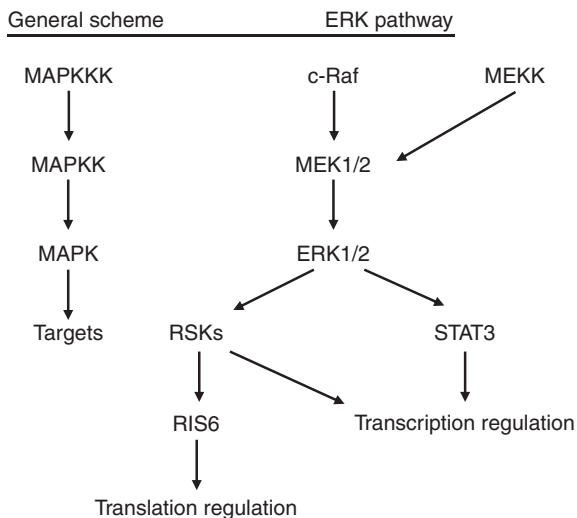 General scheme ERK pathway
MAPKKK c-Raf MEKK
MAPKK MEK1/2
MAPK ERK1/2
Targets RSKs STAT3
RIS6 Transcription regulation
Translation regulation